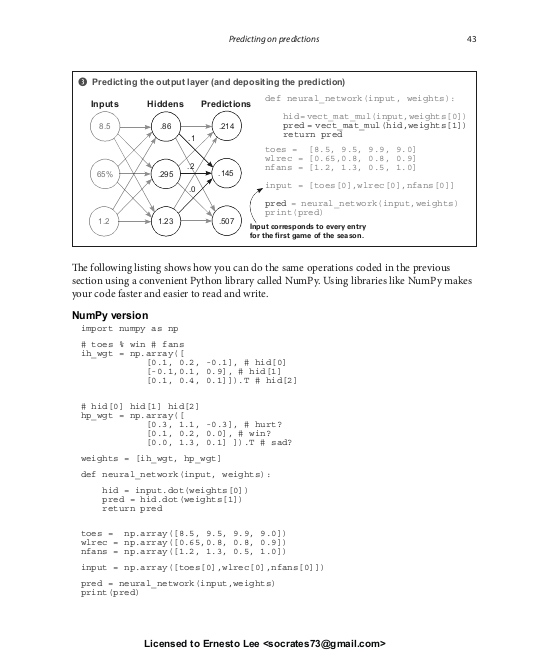 Predicting on predictions
43
3 Predicting the output layer (and depositing the prediction)
Inputs
Hiddens
Predictions
8.5
.86
.214
.1
65%
.295
.2
.145
.0
1.2
1.23
.507
def neural_network(input, weights):
hid=vect_mat_mul(input,weights[0])
pred=vect_mat_mul(hid,weights[1])
return pred
toes = [8.5, 9.5, 9.9, 9.0]
wlrec = [0.65,0.8, 0.8, 0.9]
nfans = [1.2, 1.3, 0.5, 1.0]
input = [toes[0],wlrec[0],nfans[0]]
pred = neural_network(input,weights)
print(pred)
Input corresponds to every entry
for the first game of the season.
The following listing shows how you can do the same operations coded in the previous
section using a convenient Python library called NumPy. Using libraries like NumPy makes
your code faster and easier to read and write.
NumPy version
import numpy as np
# toes % win # fans
ih_wgt = np.array([
[0.1, 0.2, -0.1], # hid[0]
[-0.1,0.1, 0.9], # hid[1]
[0.1, 0.4, 0.1]]).T # hid[2]
# hid[0] hid[1] hid[2]
hp_wgt = np.array([
[0.3, 1.1, -0.3], # hurt?
[0.1, 0.2, 0.0], # win?
[0.0, 1.3, 0.1] ]).T # sad?
weights = [ih_wgt, hp_wgt]
def neural_network(input, weights):
hid = input.dot(weights[0])
pred = hid.dot(weights[1])
return pred
toes = np.array([8.5, 9.5, 9.9, 9.0])
wlrec = np.array([0.65,0.8, 0.8, 0.9])
nfans = np.array([1.2, 1.3, 0.5, 1.0])
input = np.array([toes[0],wlrec[0],nfans[0]])
pred = neural_network(input,weights)
print(pred)
Licensed to Ernesto Lee <socrates73@gmail.com>